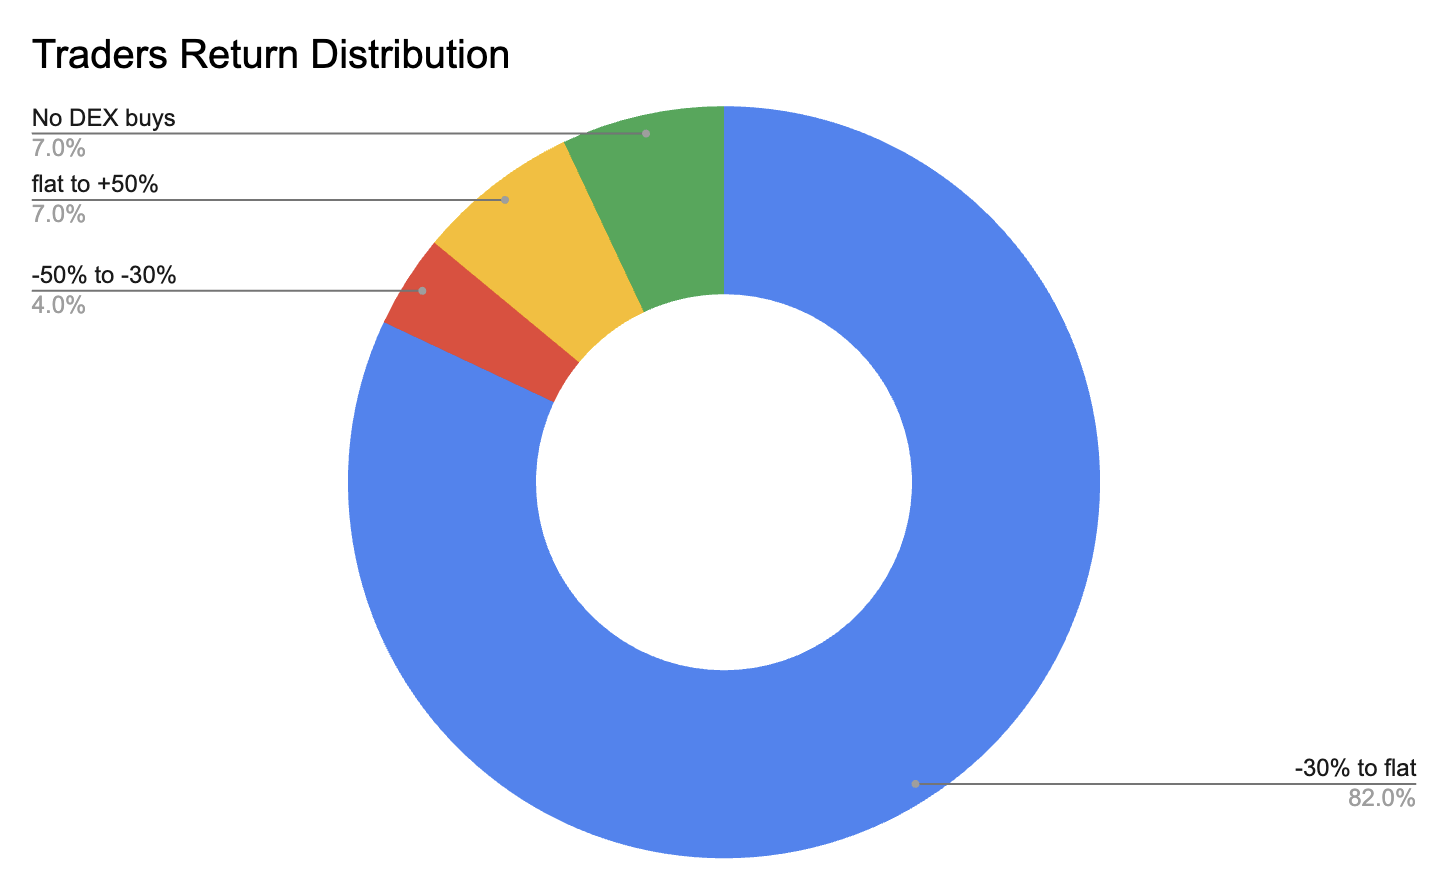 Traders Return Distribution
No DEX buys
7.0%
flat to +50%
7.0%
-50% to -30%
4.0%
-30% to flat
82.0%